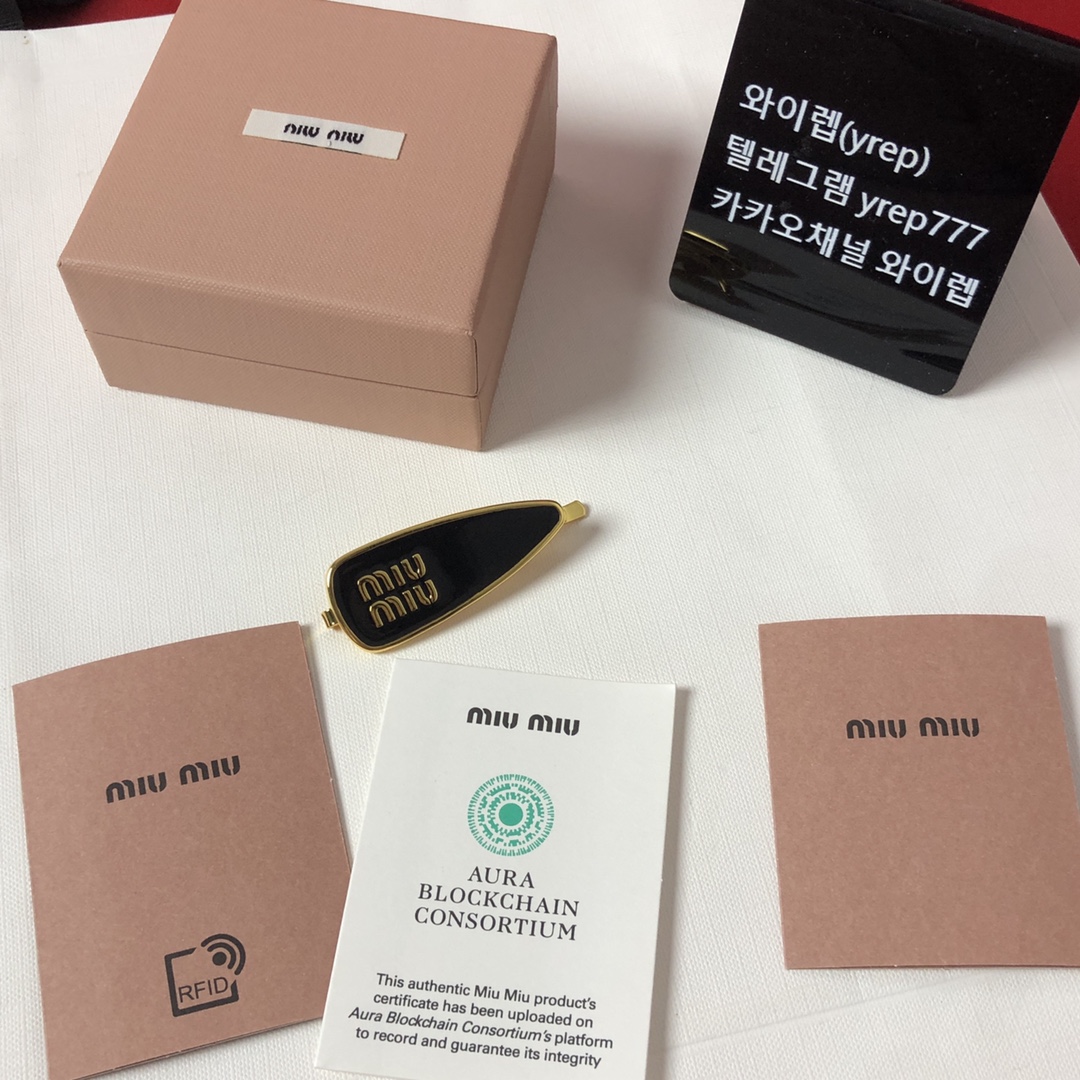 miu miu
와이렙(yrep)
텔레그램 yrep777
카카오채널 와이렙
miu
miu
miu miu
RFID
miu miu
AURA
BLOCKCHAIN
CONSORTIUM
This authentic Miu Miu product's
certificate has been uploaded on
Aura Blockchain Consortium's platform
to record and guarantee its integrity
miu miu